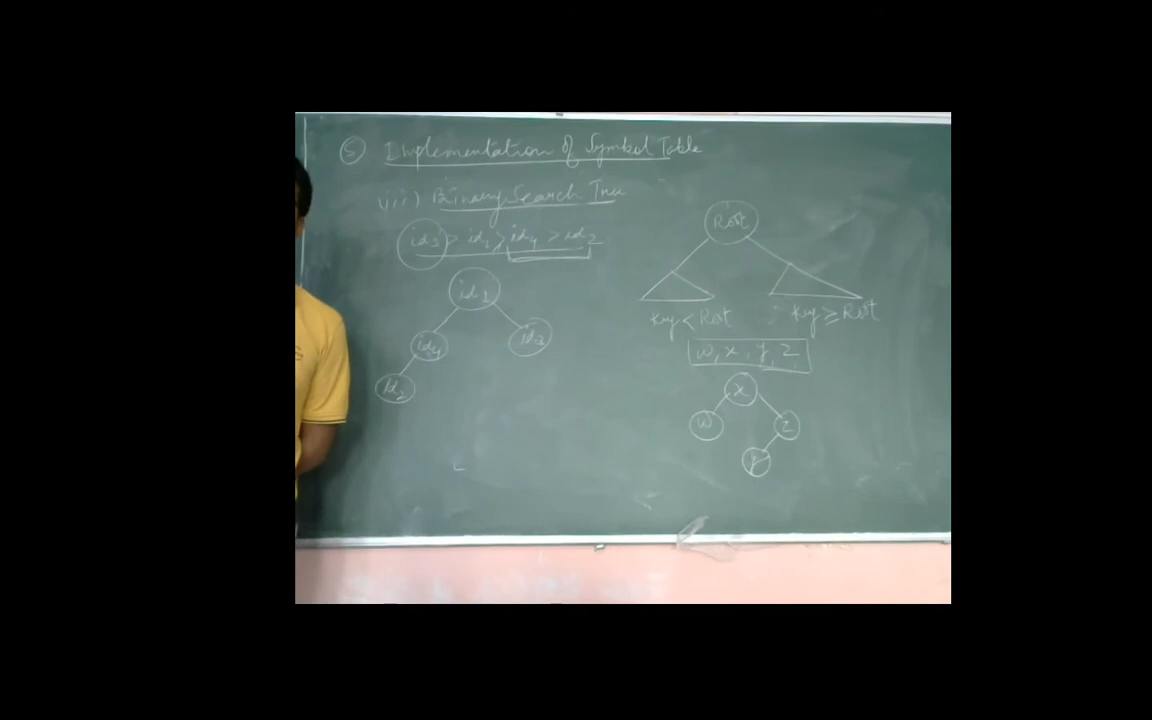 5 Implementation of Symbol Table
iii) Binary Search Tree
id3 > id1 > id4 > id2
id1
id4
id3
id2
Root
Key < Root
Key ≥ Root
w, x, y, z
x
w
z
y